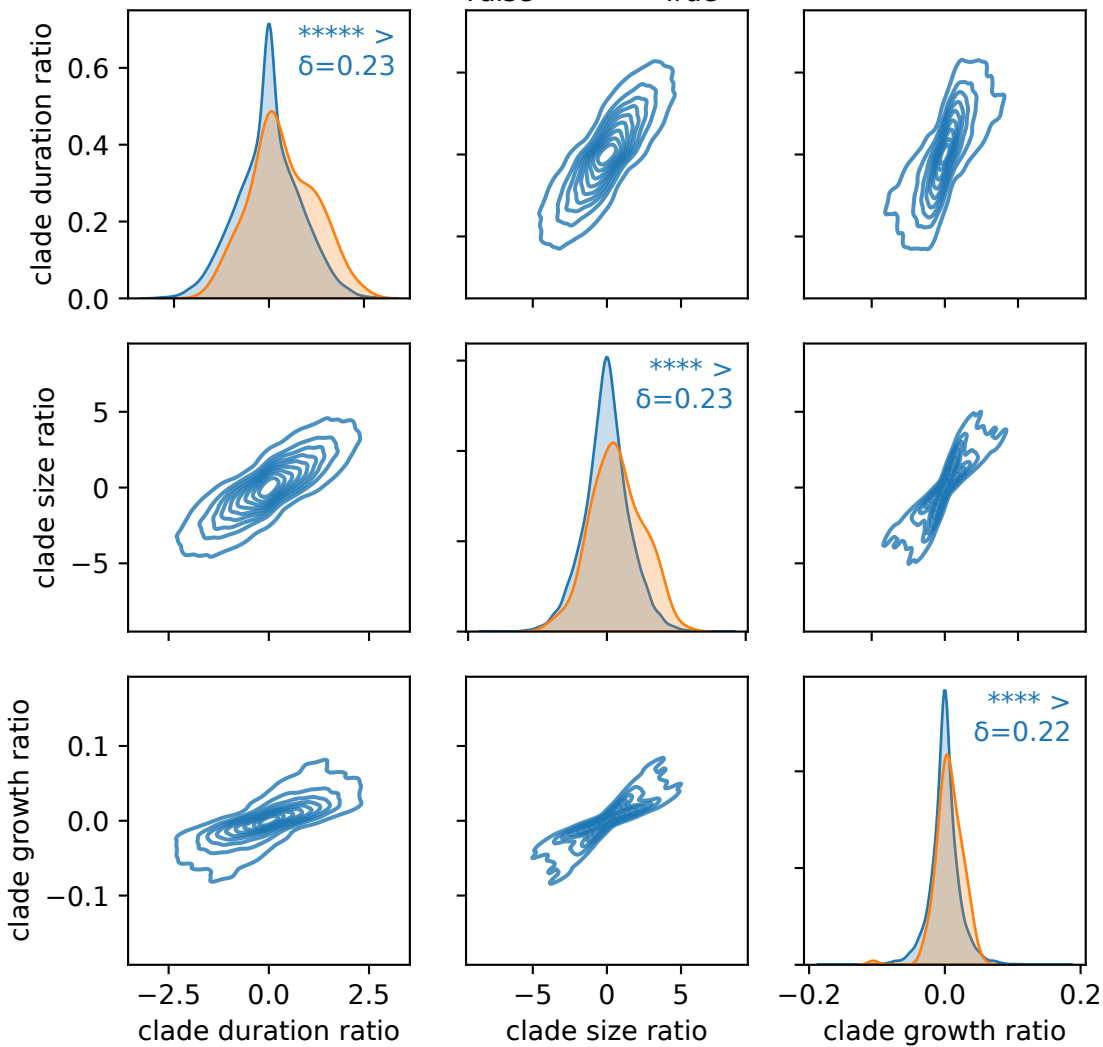 False True
clade duration ratio
0.6
0.4
0.2
0.0
***** >
δ=0.23
clade size ratio
5
0
−5
**** >
δ=0.23
clade growth ratio
0.1
0.0
−0.1
**** >
δ=0.22
−2.5 0.0 2.5
−5 0 5
−0.2 0.0 0.2
clade duration ratio
clade size ratio
clade growth ratio